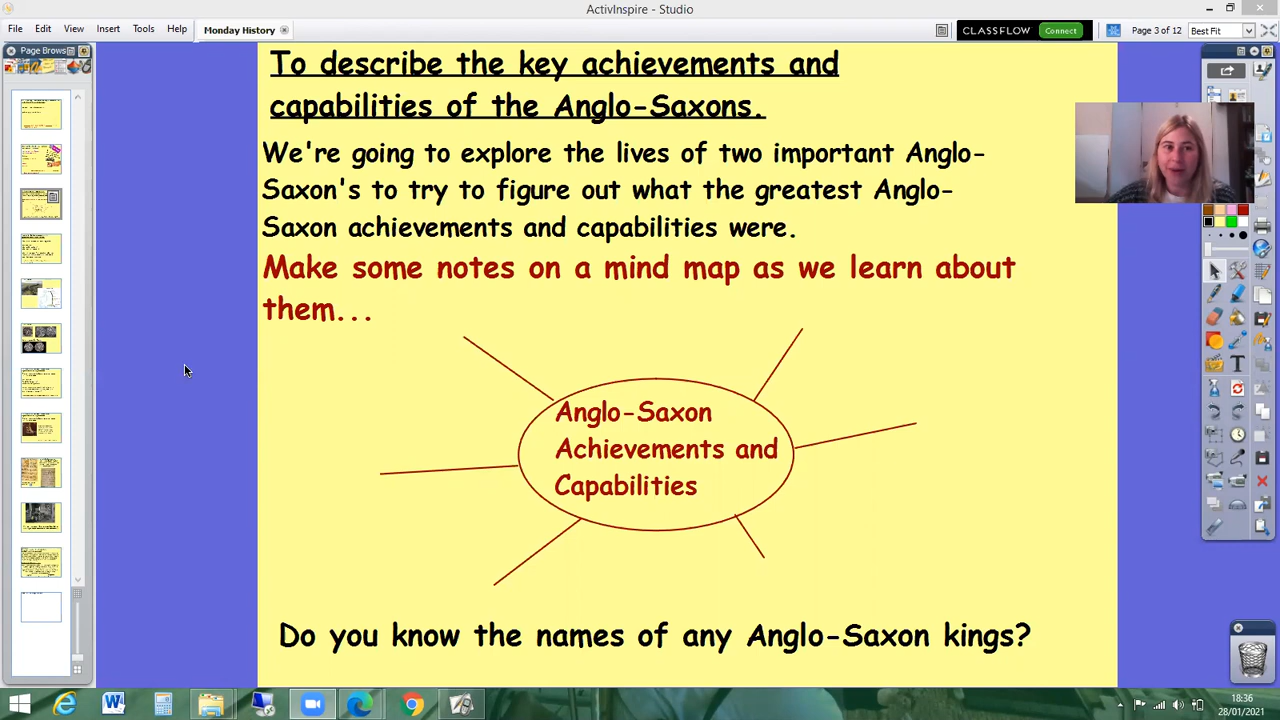 ActivInspire - Studio
File Edit View Insert Tools Help Monday History CLASSFLOW Connect Page 3 of 12 Best Fit
Page Brows
To describe the key achievements and
capabilities of the Anglo-Saxons.
We're going to explore the lives of two important Anglo-
Saxon's to try to figure out what the greatest Anglo-
Saxon achievements and capabilities were.
Make some notes on a mind map as we learn about
them...
Anglo-Saxon
Achievements and
Capabilities
Do you know the names of any Anglo-Saxon kings?
18:36
28/01/2021